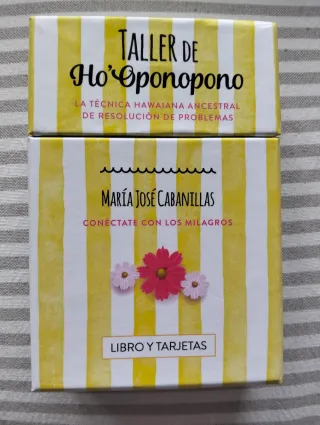 TALLER DE
Ho'Oponopono
LA TÉCNICA HAWAIANA ANCESTRAL
DE RESOLUCIÓN DE PROBLEMAS
MARÍA JOSÉ CABANILLAS
CONÉCTATE CON LOS MILAGROS
LIBRO Y TARJETAS